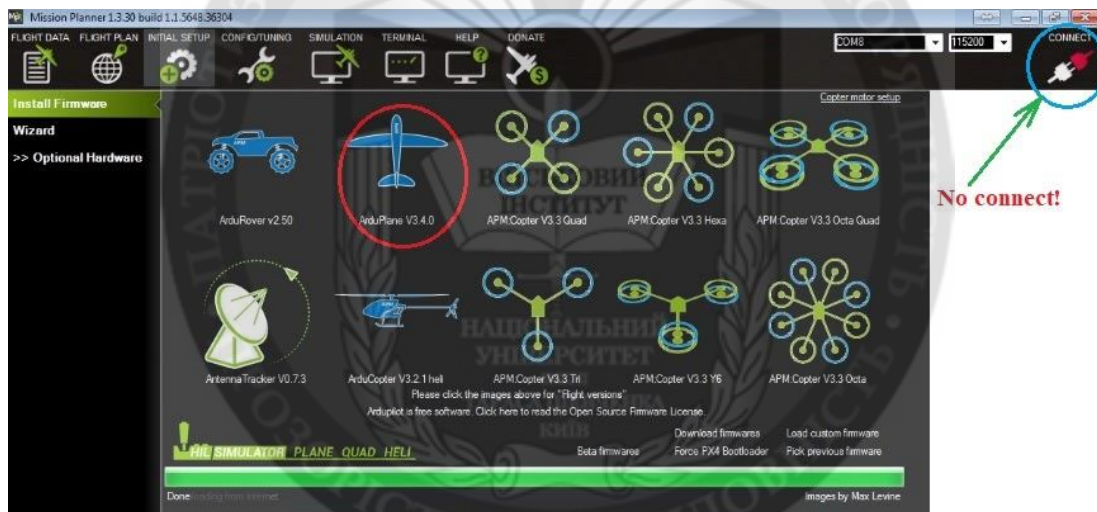 Mission Planner 1.3.30 build 1.1.5648.36304
FLIGHT DATA FLIGHT PLAN INITIAL SETUP CONFIG/TUNING SIMULATION TERMINAL HELP DONATE COM8 115200 CONNECT
Install Firmware
Wizard
>> Optional Hardware
Copter motor setup
ArduRover v2.50 ArduPlane V3.4.0 APM:Copter V3.3 Quad APM:Copter V3.3 Hexa APM:Copter V3.3 Octa Quad
No connect!
AntennaTracker V0.7.3 ArduCopter V3.2.1 heli APM:Copter V3.3 Tri APM:Copter V3.3 Y6 APM:Copter V3.3 Octa
Please click the images above for "Flight versions"
Ardupilot is free software. Click here to read the Open Source Firmware License.
HIL SIMULATOR PLANE QUAD HELI
Beta firmwares
Download firmwares Load custom firmware
Force PX4 Bootloader Pick previous firmware
Done
Images by Max Levine
ІНСТИТУТ
НАЦІОНАЛЬНИЙ
УНІВЕРСИТЕТ
КИЇВ